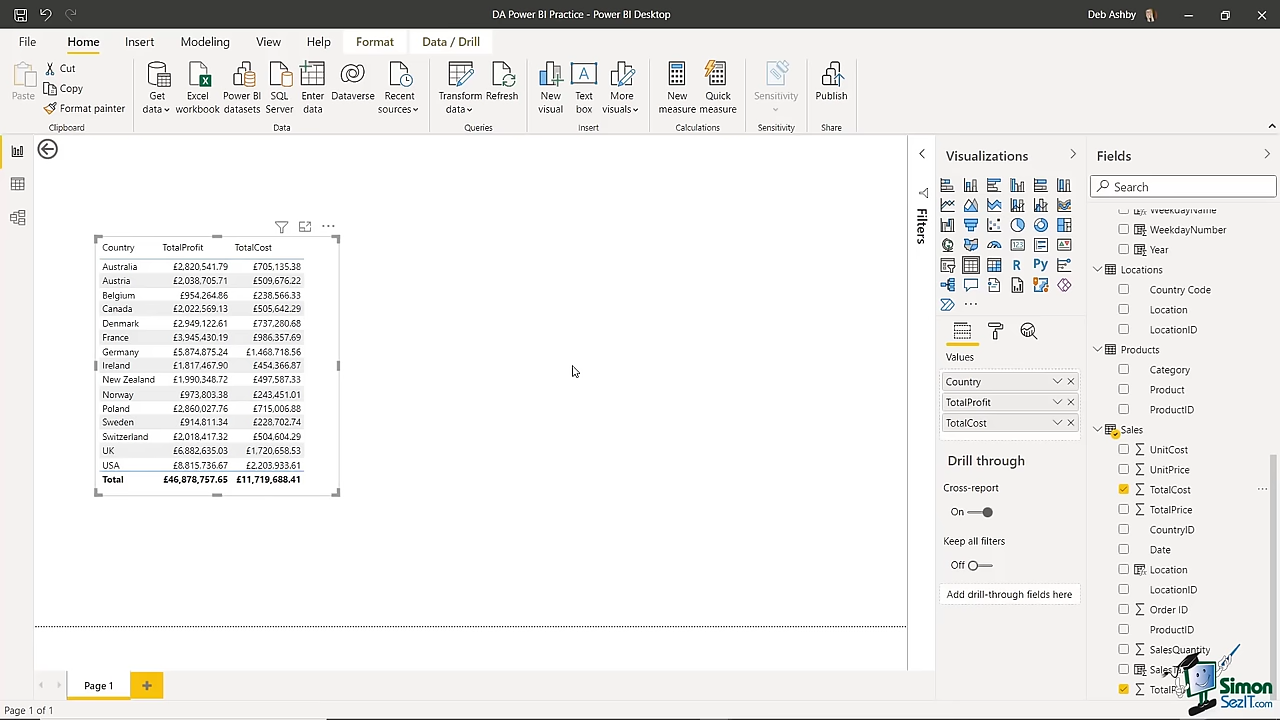 DA Power BI Practice - Power BI Desktop
Deb Ashby
File Home Insert Modeling View Help Format Data / Drill
Paste
Cut
Copy
Format painter
Clipboard
Get data
Excel workbook
Power BI datasets
SQL Server
Enter data
Dataverse
Recent sources
Data
Transform data
Refresh
Queries
New visual
Text box
More visuals
Insert
New measure
Quick measure
Calculations
Sensitivity
Sensitivity
Publish
Share
Country TotalProfit TotalCost
Australia £2,820,541.79 £705,135.38
Austria £2,038,705.71 £509,676.22
Belgium £954,264.86 £238,566.33
Canada £2,022,569.13 £505,642.29
Denmark £2,949,122.61 £737,280.68
France £3,945,430.19 £986,357.69
Germany £5,874,875.24 £1,468,718.56
Ireland £1,817,467.90 £454,366.87
New Zealand £1,990,348.72 £497,587.33
Norway £973,803.38 £243,451.01
Poland £2,860,027.76 £715,006.88
Sweden £914,811.34 £228,702.74
Switzerland £2,018,417.32 £504,604.29
UK £6,882,635.03 £1,720,658.53
USA £8,815,736.67 £2,203,933.61
Total £46,878,757.65 £11,719,688.41
Filters
Visualizations
R Py
Values
Country
TotalProfit
TotalCost
Drill through
Cross-report
On
Keep all filters
Off
Add drill-through fields here
Fields
Search
WeekdayName
WeekdayNumber
Year
Locations
Country Code
Location
LocationID
Products
Category
Product
ProductID
Sales
UnitCost
UnitPrice
TotalCost
TotalPrice
CountryID
Date
Location
LocationID
Order ID
ProductID
SalesQuantity
Simon
SezIT.com
Page 1
Page 1 of 1